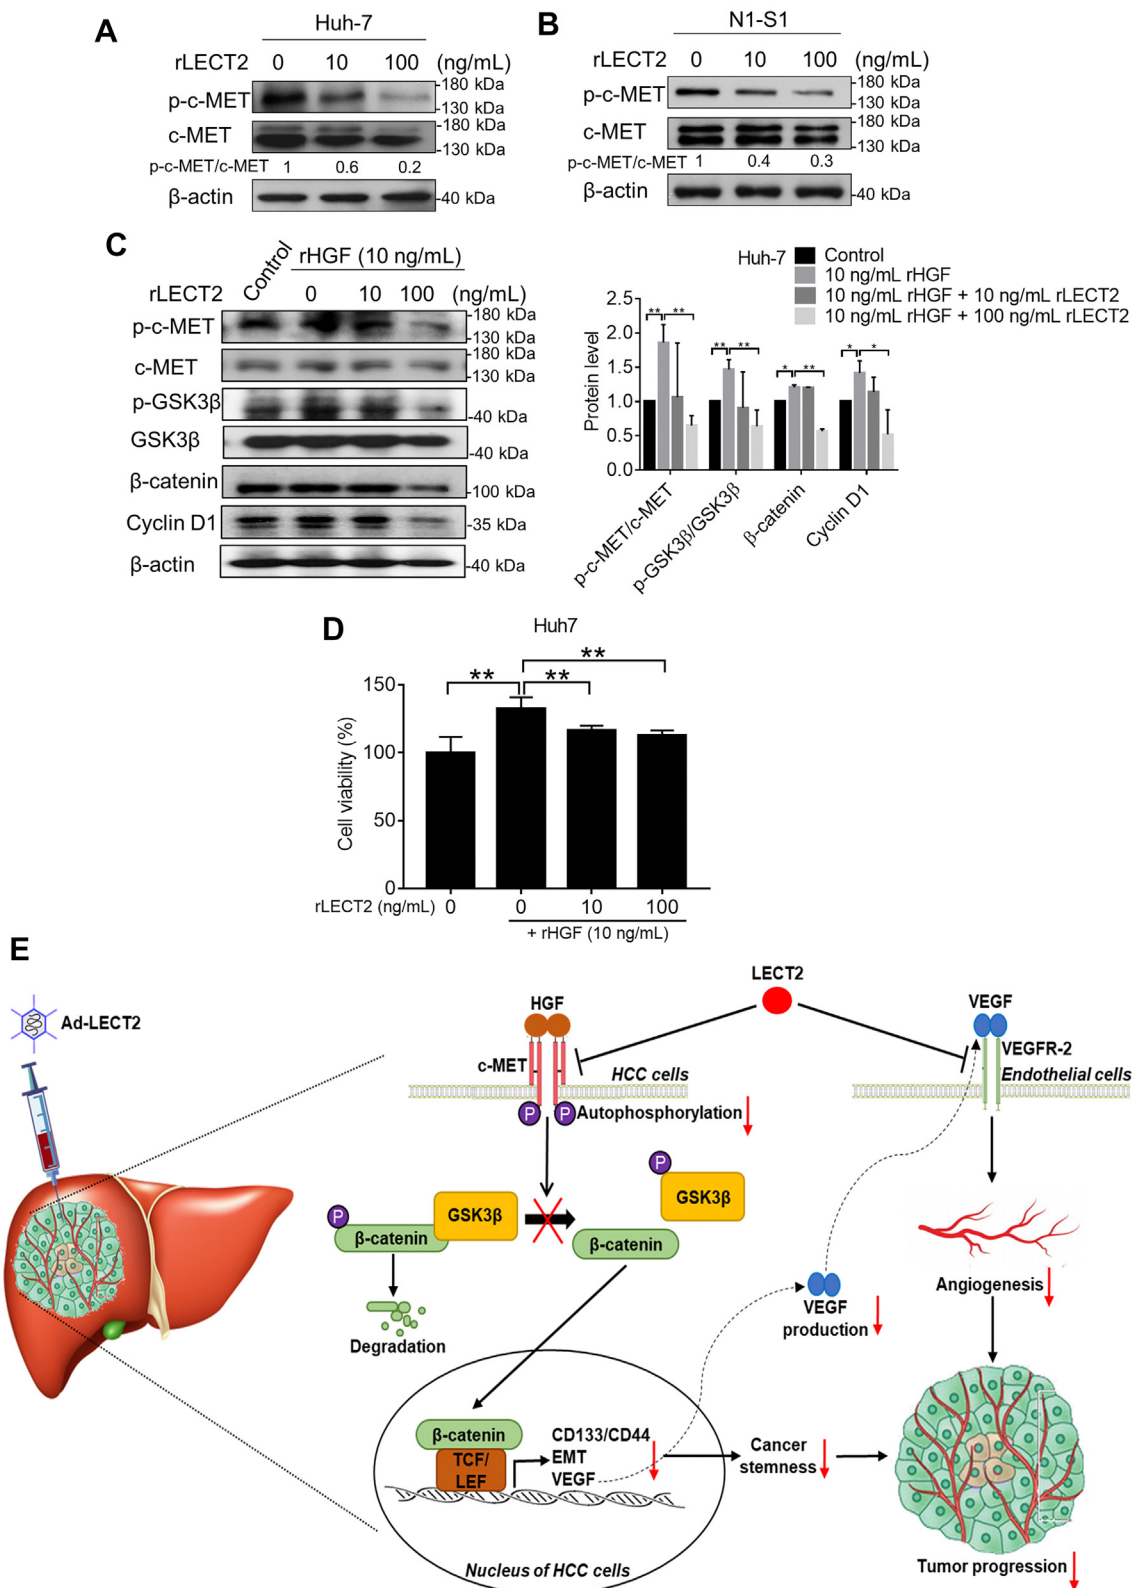 A
Huh-7
rLECT2 0 10 100 (ng/mL)
p-c-MET
-180 kDa
-130 kDa
c-MET
-180 kDa
-130 kDa
p-c-MET/c-MET 1 0.6 0.2
β-actin
-40 kDa
B
N1-S1
rLECT2 0 10 100 (ng/mL)
p-c-MET
-180 kDa
-130 kDa
c-MET
-180 kDa
-130 kDa
p-c-MET/c-MET 1 0.4 0.3
β-actin
-40 kDa
C
Control
rHGF (10 ng/mL)
rLECT2 0 10 100 (ng/mL)
p-c-MET
-180 kDa
-130 kDa
c-MET
-180 kDa
-130 kDa
p-GSK3β
-40 kDa
GSK3β
-40 kDa
β-catenin
-100 kDa
Cyclin D1
-35 kDa
β-actin
-40 kDa
Huh-7
Control
10 ng/mL rHGF
10 ng/mL rHGF + 10 ng/mL rLECT2
10 ng/mL rHGF + 100 ng/mL rLECT2
Protein level
2.5
2.0
1.5
1.0
0.5
0.0
** **
** **
* **
* *
p-c-MET/c-MET
p-GSK3β/GSK3β
β-catenin
Cyclin D1
D
Huh7
**
** **
Cell viability (%)
150
100
50
0
rLECT2 (ng/mL) 0 0 10 100
+ rHGF (10 ng/mL)
E
Ad-LECT2
LECT2
HGF
c-MET
HCC cells
P
P
Autophosphorylation
VEGF
VEGFR-2
Endothelial cells
P
GSK3β
P
GSK3β
β-catenin
β-catenin
Degradation
VEGF
production
Angiogenesis
β-catenin
TCF/
LEF
CD133/CD44
EMT
VEGF
Cancer
stemness
Nucleus of HCC cells
Tumor progression